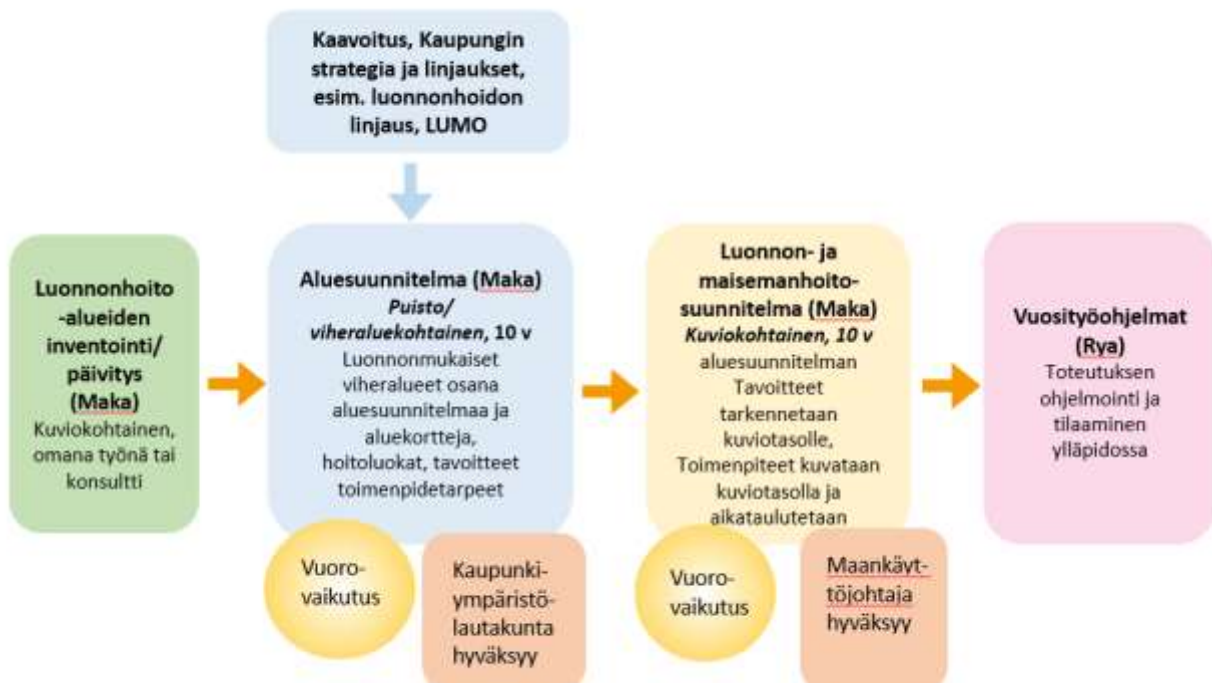 Kaavoitus, Kaupungin
strategia ja linjaukset,
esim. luonnonhoidon
linjaus, LUMO
Luonnonhoito
-alueiden
inventointi/
päivitys
(Maka)
Kuviokohtainen,
omana työnä tai
konsultti
Aluesuunnitelma (Maka)
Puisto/
viheraluekohtainen, 10 v
Luonnonmukaiset
viheralueet osana
aluesuunnitelmaa ja
aluekortteja,
hoitoluokat, tavoitteet
toimenpidetarpeet
Vuoro-
vaikutus
Kaupunki-
ympäristö-
lautakunta
hyväksyy
Luonnon- ja
maisemanhoito-
suunnitelma (Maka)
Kuviokohtainen, 10 v
aluesuunnitelman
Tavoitteet
tarkennetaan
kuviotasolle,
Toimenpiteet kuvataan
kuviotasolla ja
aikataulutetaan
Vuoro-
vaikutus
Maankäyt-
töjohtaja
hyväksyy
Vuosityöohjelmat
(Rya)
Toteutuksen
ohjelmointi ja
tilaaminen
ylläpidossa